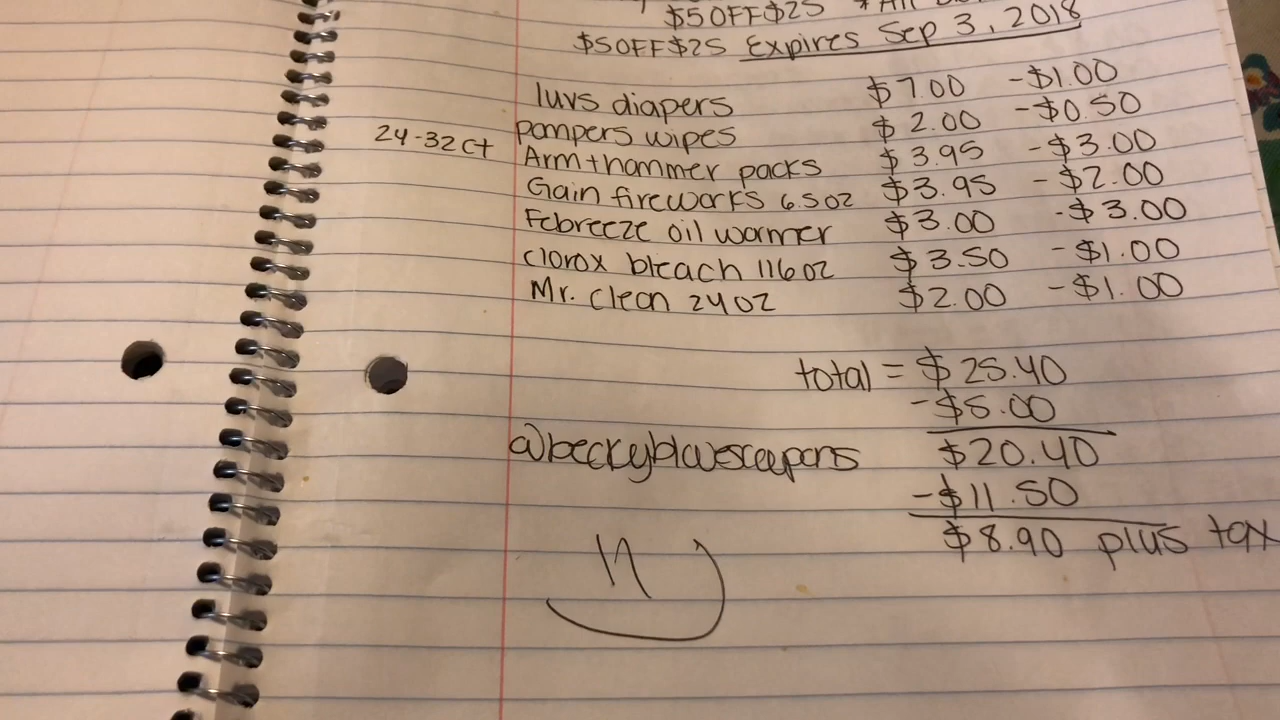 $5OFF$25 *All
$5OFF$25 Expires Sep 3, 2018
luvs diapers $7.00 -$1.00
pampers wipes $2.00 -$0.50
24-32ct Arm+hammer packs $3.95 -$3.00
Gain fireworks 6.5oz $3.95 -$2.00
Febreeze oil warmer $3.00 -$3.00
clorox bleach 116oz $3.50 -$1.00
Mr. clean 24oz $2.00 -$1.00
total = $25.40
-$5.00
$20.40
-$11.50
$8.90 plus tax